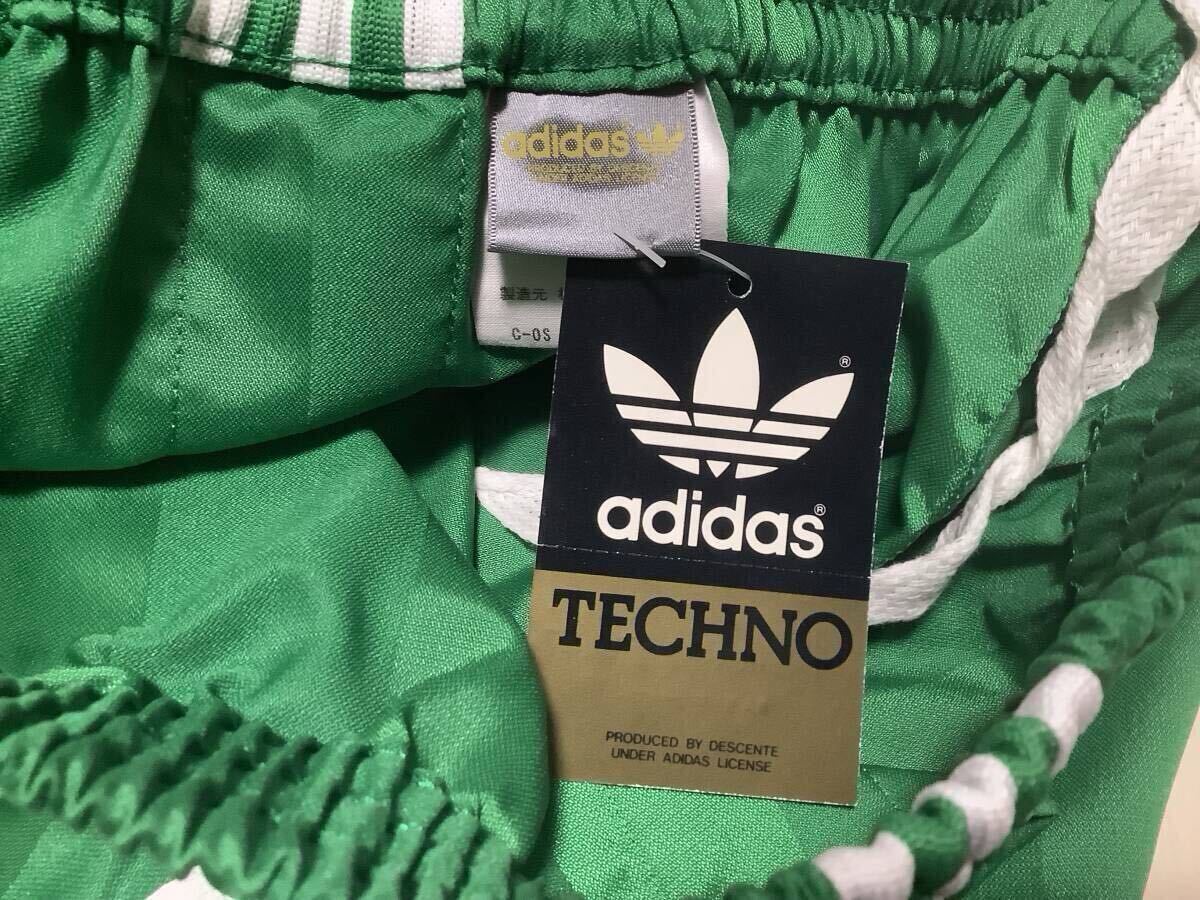 adidas
製造元
C-OS
®
adidas®
TECHNO
PRODUCED BY DESCENTE
UNDER ADIDAS LICENSE